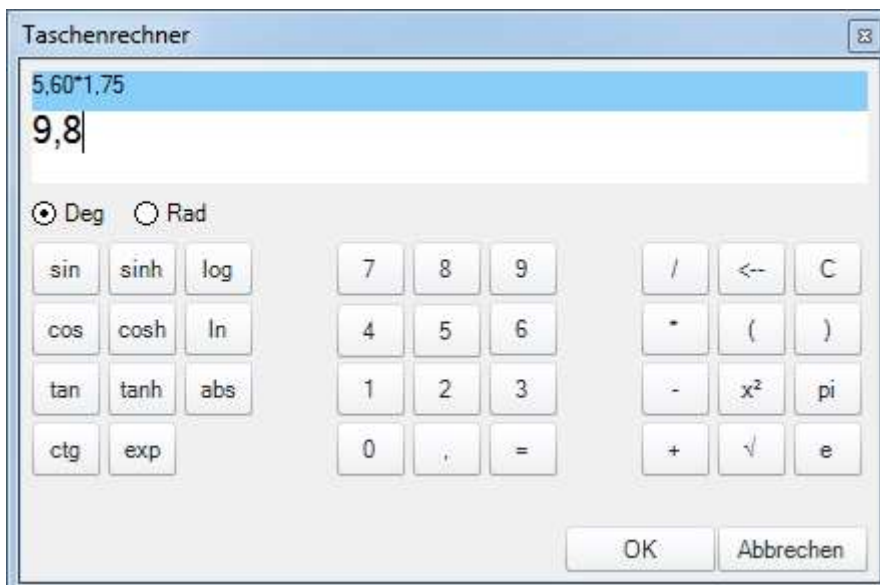 Taschenrechner
5,60*1,75
9,8
Deg Rad
sin sinh log 7 8 9 / <-- C
cos cosh ln 4 5 6 * ( )
tan tanh abs 1 2 3 - x² pi
ctg exp 0 , = + √ e
OK Abbrechen